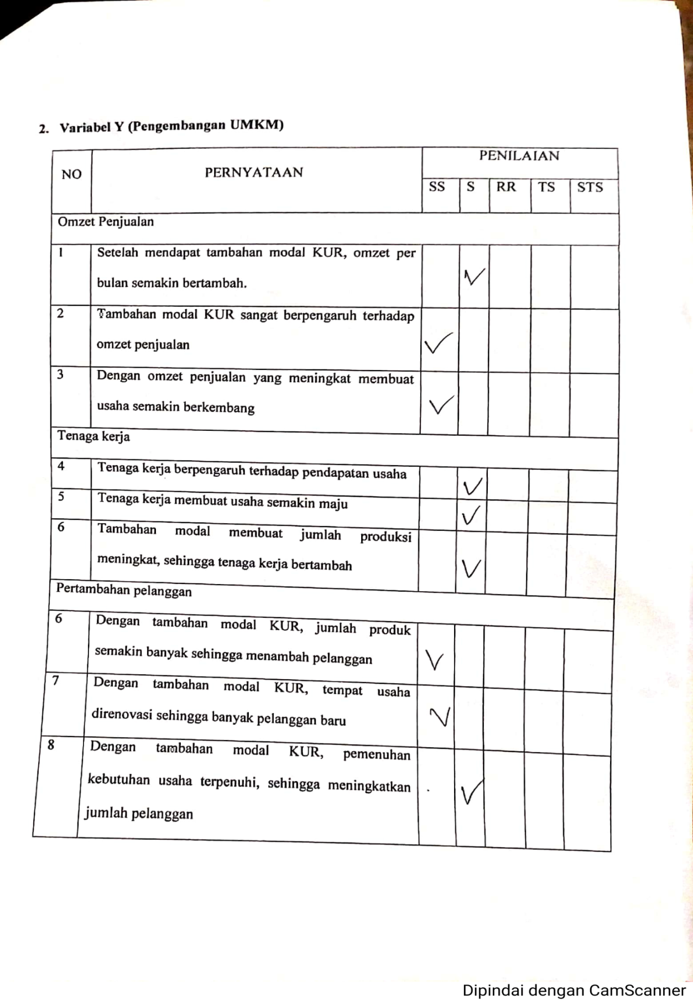 2. Variabel Y (Pengembangan UMKM)
NO PERNYATAAN PENILAIAN
SS S RR TS STS
Omzet Penjualan
1 Setelah mendapat tambahan modal KUR, omzet per
bulan semakin bertambah. ✓
2 Tambahan modal KUR sangat berpengaruh terhadap
omzet penjualan ✓
3 Dengan omzet penjualan yang meningkat membuat
usaha semakin berkembang ✓
Tenaga kerja
4 Tenaga kerja berpengaruh terhadap pendapatan usaha ✓
5 Tenaga kerja membuat usaha semakin maju ✓
6 Tambahan modal membuat jumlah produksi
meningkat, sehingga tenaga kerja bertambah ✓
Pertambahan pelanggan
6 Dengan tambahan modal KUR, jumlah produk
semakin banyak sehingga menambah pelanggan ✓
7 Dengan tambahan modal KUR, tempat usaha
direnovasi sehingga banyak pelanggan baru ✓
8 Dengan tambahan modal KUR, pemenuhan
kebutuhan usaha terpenuhi, sehingga meningkatkan ✓
jumlah pelanggan
Dipindai dengan CamScanner